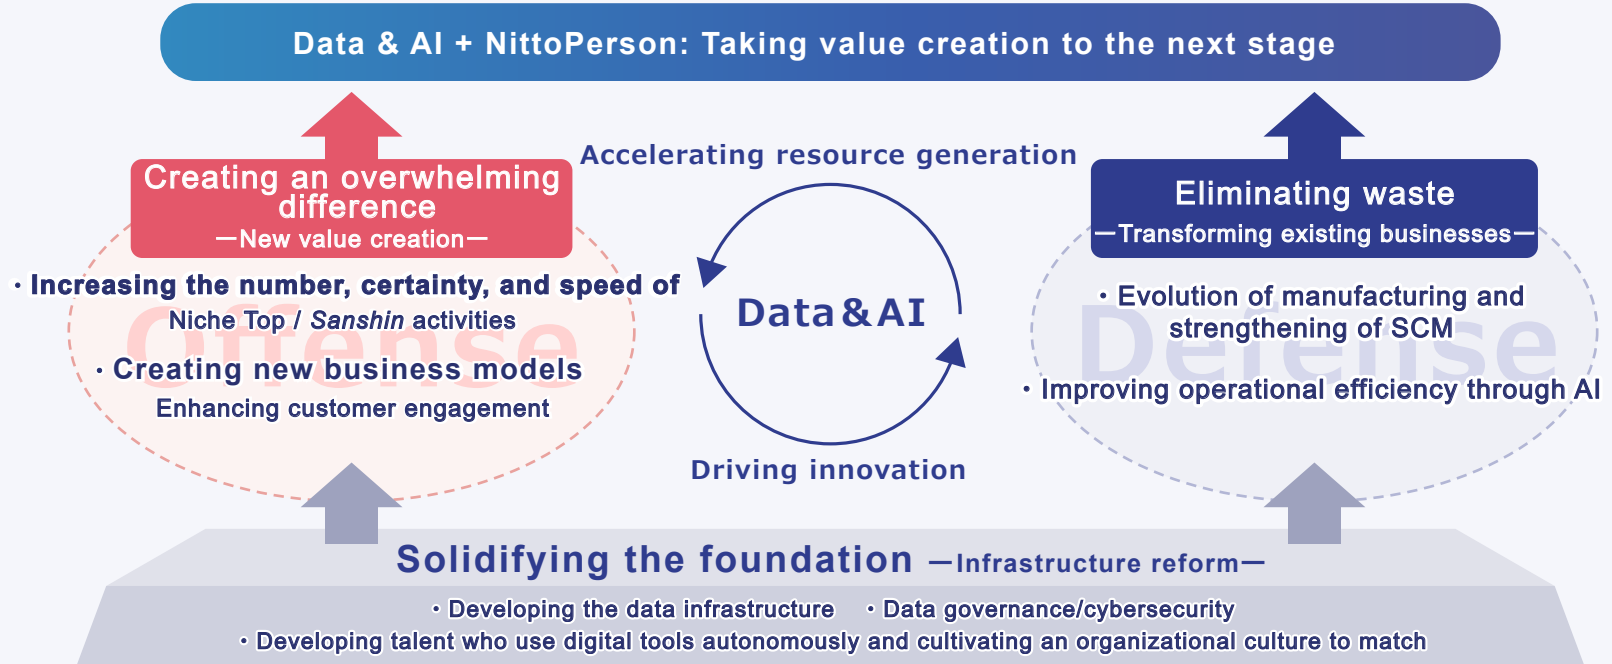 Data & AI + NittoPerson: Taking value creation to the next stage
Creating an overwhelming
difference
—New value creation—
Offense
・Increasing the number, certainty, and speed of
Niche Top / Sanshin activities
・Creating new business models
Enhancing customer engagement
Accelerating resource generation
Data&AI
Driving innovation
Eliminating waste
—Transforming existing businesses—
Defense
・Evolution of manufacturing and
strengthening of SCM
・Improving operational efficiency through AI
Solidifying the foundation —Infrastructure reform—
・Developing the data infrastructure ・Data governance/cybersecurity
・Developing talent who use digital tools autonomously and cultivating an organizational culture to match